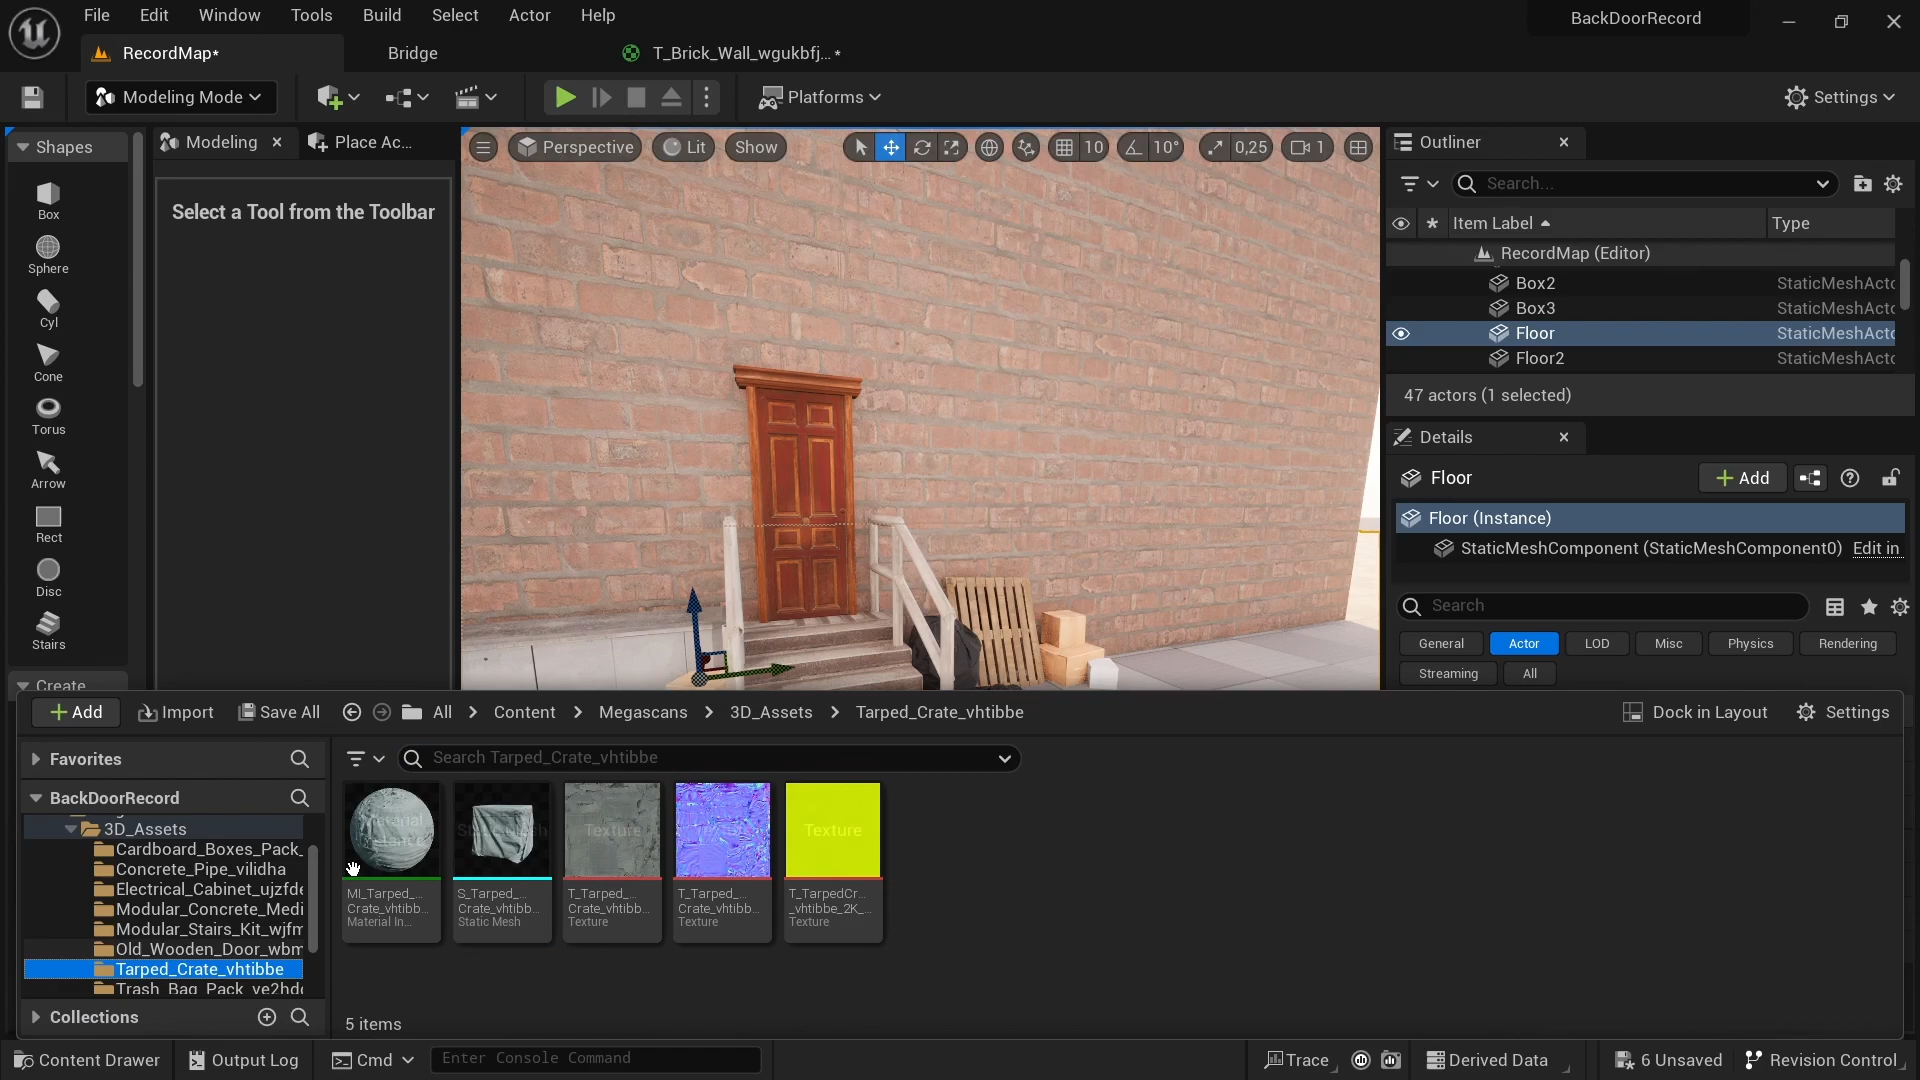 File Edit Window Tools Build Select Actor Help
BackDoorRecord
RecordMap*
Bridge
T_Brick_Wall_wgukbfj... *
Modeling Mode
Platforms
Settings
Shapes
Modeling
Place Ac...
Perspective
Lit
Show
10
10°
0,25
1
Outliner
Select a Tool from the Toolbar
Search...
Box
Sphere
Cyl
Cone
Torus
Arrow
Rect
Disc
Stairs
Create
Item Label
Type
RecordMap (Editor)
Box2 StaticMeshActo
Box3 StaticMeshActo
Floor StaticMeshActo
Floor2 StaticMeshActo
47 actors (1 selected)
Details
Floor
Add
Floor (Instance)
StaticMeshComponent (StaticMeshComponent0) Edit in
Search
General Actor LOD Misc Physics Rendering
Streaming All
Add
Import
Save All
All
Content
Megascans
3D_Assets
Tarped_Crate_vhtibbe
Dock in Layout
Settings
Favorites
Search Tarped_Crate_vhtibbe
BackDoorRecord
3D_Assets
Cardboard_Boxes_Pack_
Concrete_Pipe_vilidha
Electrical_Cabinet_ujzfde
Modular_Concrete_Medi
Modular_Stairs_Kit_wjfm
Old_Wooden_Door_wbm
Tarped_Crate_vhtibbe
Trash_Bag_Pack_ve2hd
Collections
Texture
Texture
MI_Tarped_...
Crate_vhtibb...
Material In...
S_Tarped_...
Crate_vhtibb...
Static Mesh
T_Tarped_...
Crate_vhtibb...
Texture
T_Tarped_...
Crate_vhtibb...
Texture
T_TarpedCr...
_vhtibbe_2K_...
Texture
5 items
Content Drawer
Output Log
Cmd
Enter Console Command
Trace
Derived Data
6 Unsaved
Revision Control